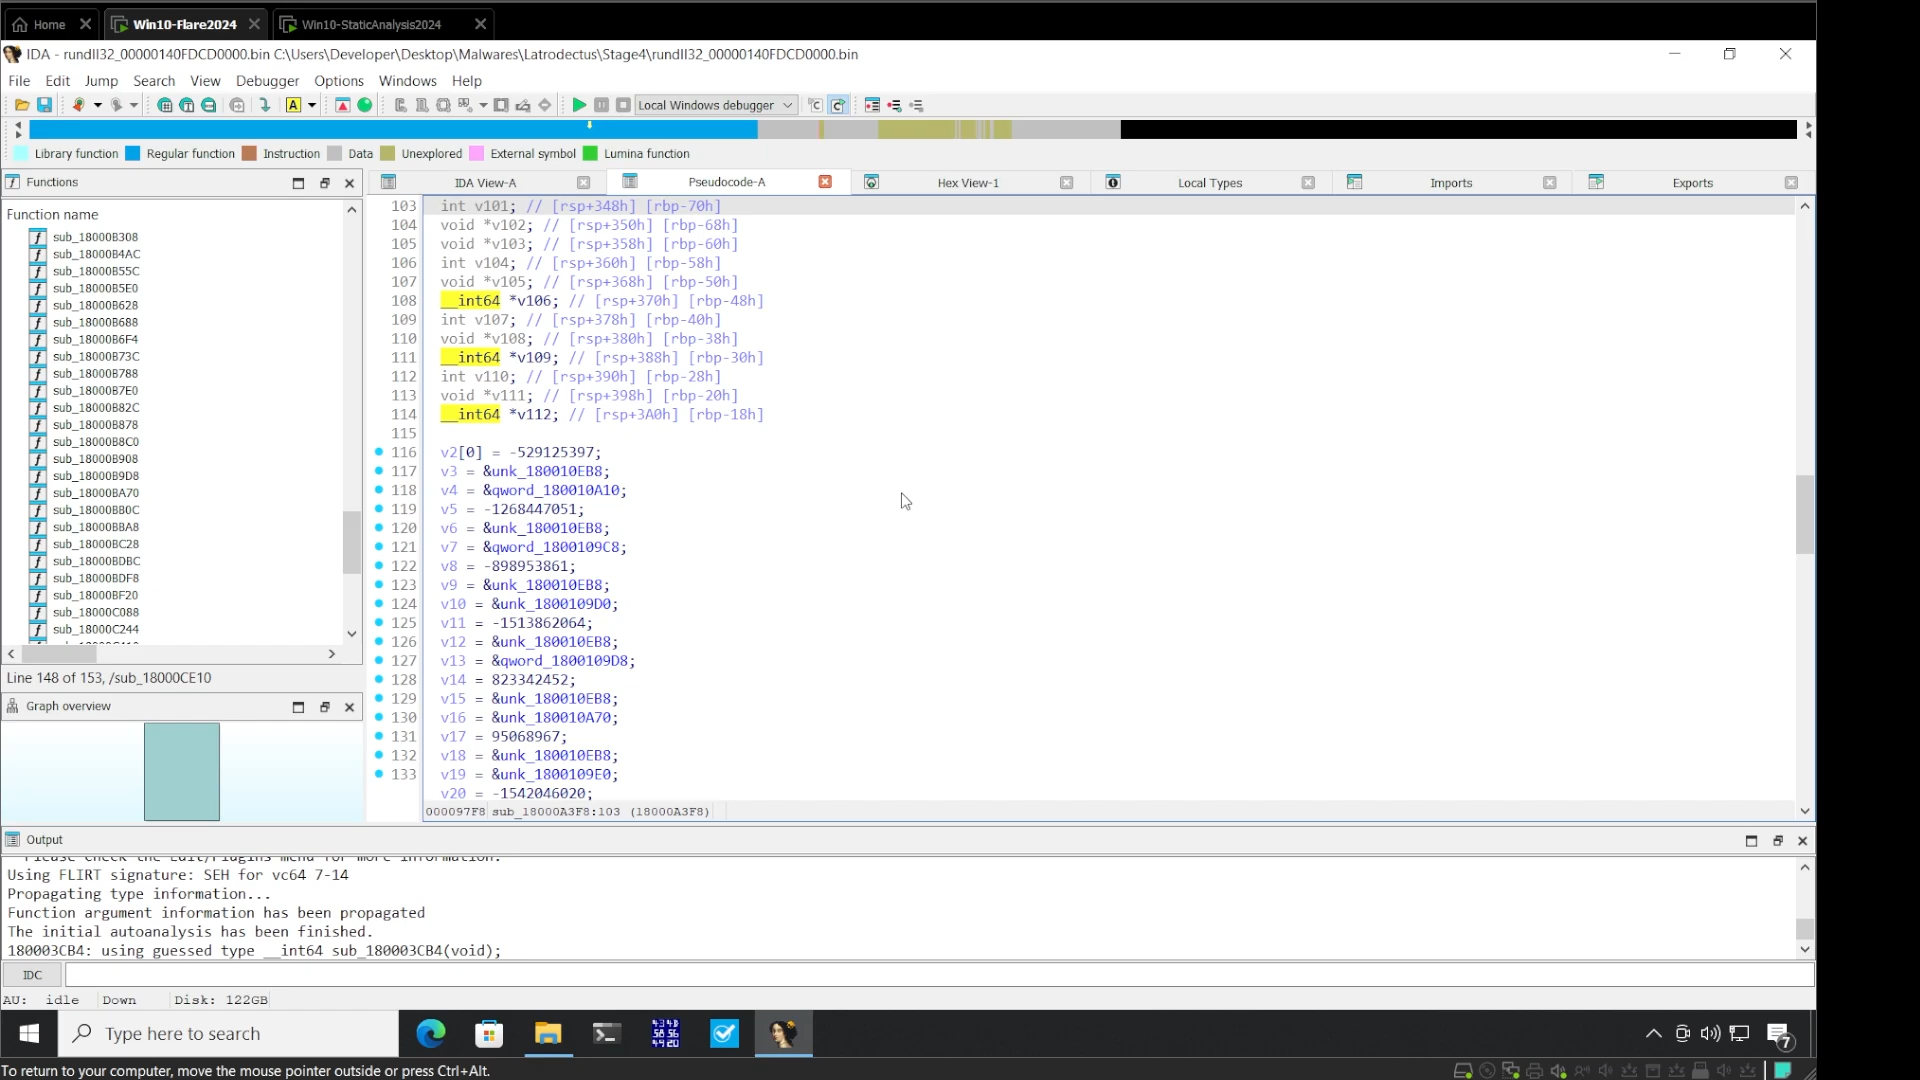 Home
Win10-Flare2024
Win10-StaticAnalysis2024
IDA - rundll32_00000140FDCD0000.bin C:\Users\Developer\Desktop\Malwares\Latrodectus\Stage4\rundll32_00000140FDCD0000.bin
File Edit Jump Search View Debugger Options Windows Help
Local Windows debugger
Library function Regular function Instruction Data Unexplored External symbol Lumina function
Functions
IDA View-A
Pseudocode-A
Hex View-1
Local Types
Imports
Exports
Function name
sub_18000B308
sub_18000B4AC
sub_18000B55C
sub_18000B5E0
sub_18000B628
sub_18000B688
sub_18000B6F4
sub_18000B73C
sub_18000B788
sub_18000B7E0
sub_18000B82C
sub_18000B878
sub_18000B8C0
sub_18000B908
sub_18000B9D8
sub_18000BA70
sub_18000BB0C
sub_18000BBA8
sub_18000BC28
sub_18000BDBC
sub_18000BDF8
sub_18000BF20
sub_18000C088
sub_18000C244
Line 148 of 153, /sub_18000CE10
Graph overview
103 int v101; // [rsp+348h] [rbp-70h]
104 void *v102; // [rsp+350h] [rbp-68h]
105 void *v103; // [rsp+358h] [rbp-60h]
106 int v104; // [rsp+360h] [rbp-58h]
107 void *v105; // [rsp+368h] [rbp-50h]
108 __int64 *v106; // [rsp+370h] [rbp-48h]
109 int v107; // [rsp+378h] [rbp-40h]
110 void *v108; // [rsp+380h] [rbp-38h]
111 __int64 *v109; // [rsp+388h] [rbp-30h]
112 int v110; // [rsp+390h] [rbp-28h]
113 void *v111; // [rsp+398h] [rbp-20h]
114 __int64 *v112; // [rsp+3A0h] [rbp-18h]
115
116 v2[0] = -529125397;
117 v3 = &unk_180010EB8;
118 v4 = &qword_180010A10;
119 v5 = -1268447051;
120 v6 = &unk_180010EB8;
121 v7 = &qword_1800109C8;
122 v8 = -898953861;
123 v9 = &unk_180010EB8;
124 v10 = &unk_1800109D0;
125 v11 = -1513862064;
126 v12 = &unk_180010EB8;
127 v13 = &qword_1800109D8;
128 v14 = 823342452;
129 v15 = &unk_180010EB8;
130 v16 = &unk_180010A70;
131 v17 = 95068967;
132 v18 = &unk_180010EB8;
133 v19 = &unk_1800109E0;
v20 = -1542046020;
000097F8 sub_18000A3F8:103 (18000A3F8)
Output
Please check the Edit/Plugins menu for more information.
Using FLIRT signature: SEH for vc64 7-14
Propagating type information...
Function argument information has been propagated
The initial autoanalysis has been finished.
180003CB4: using guessed type __int64 sub_180003CB4(void);
IDC
AU: idle Down Disk: 122GB
Type here to search
7
To return to your computer, move the mouse pointer outside or press Ctrl+Alt.